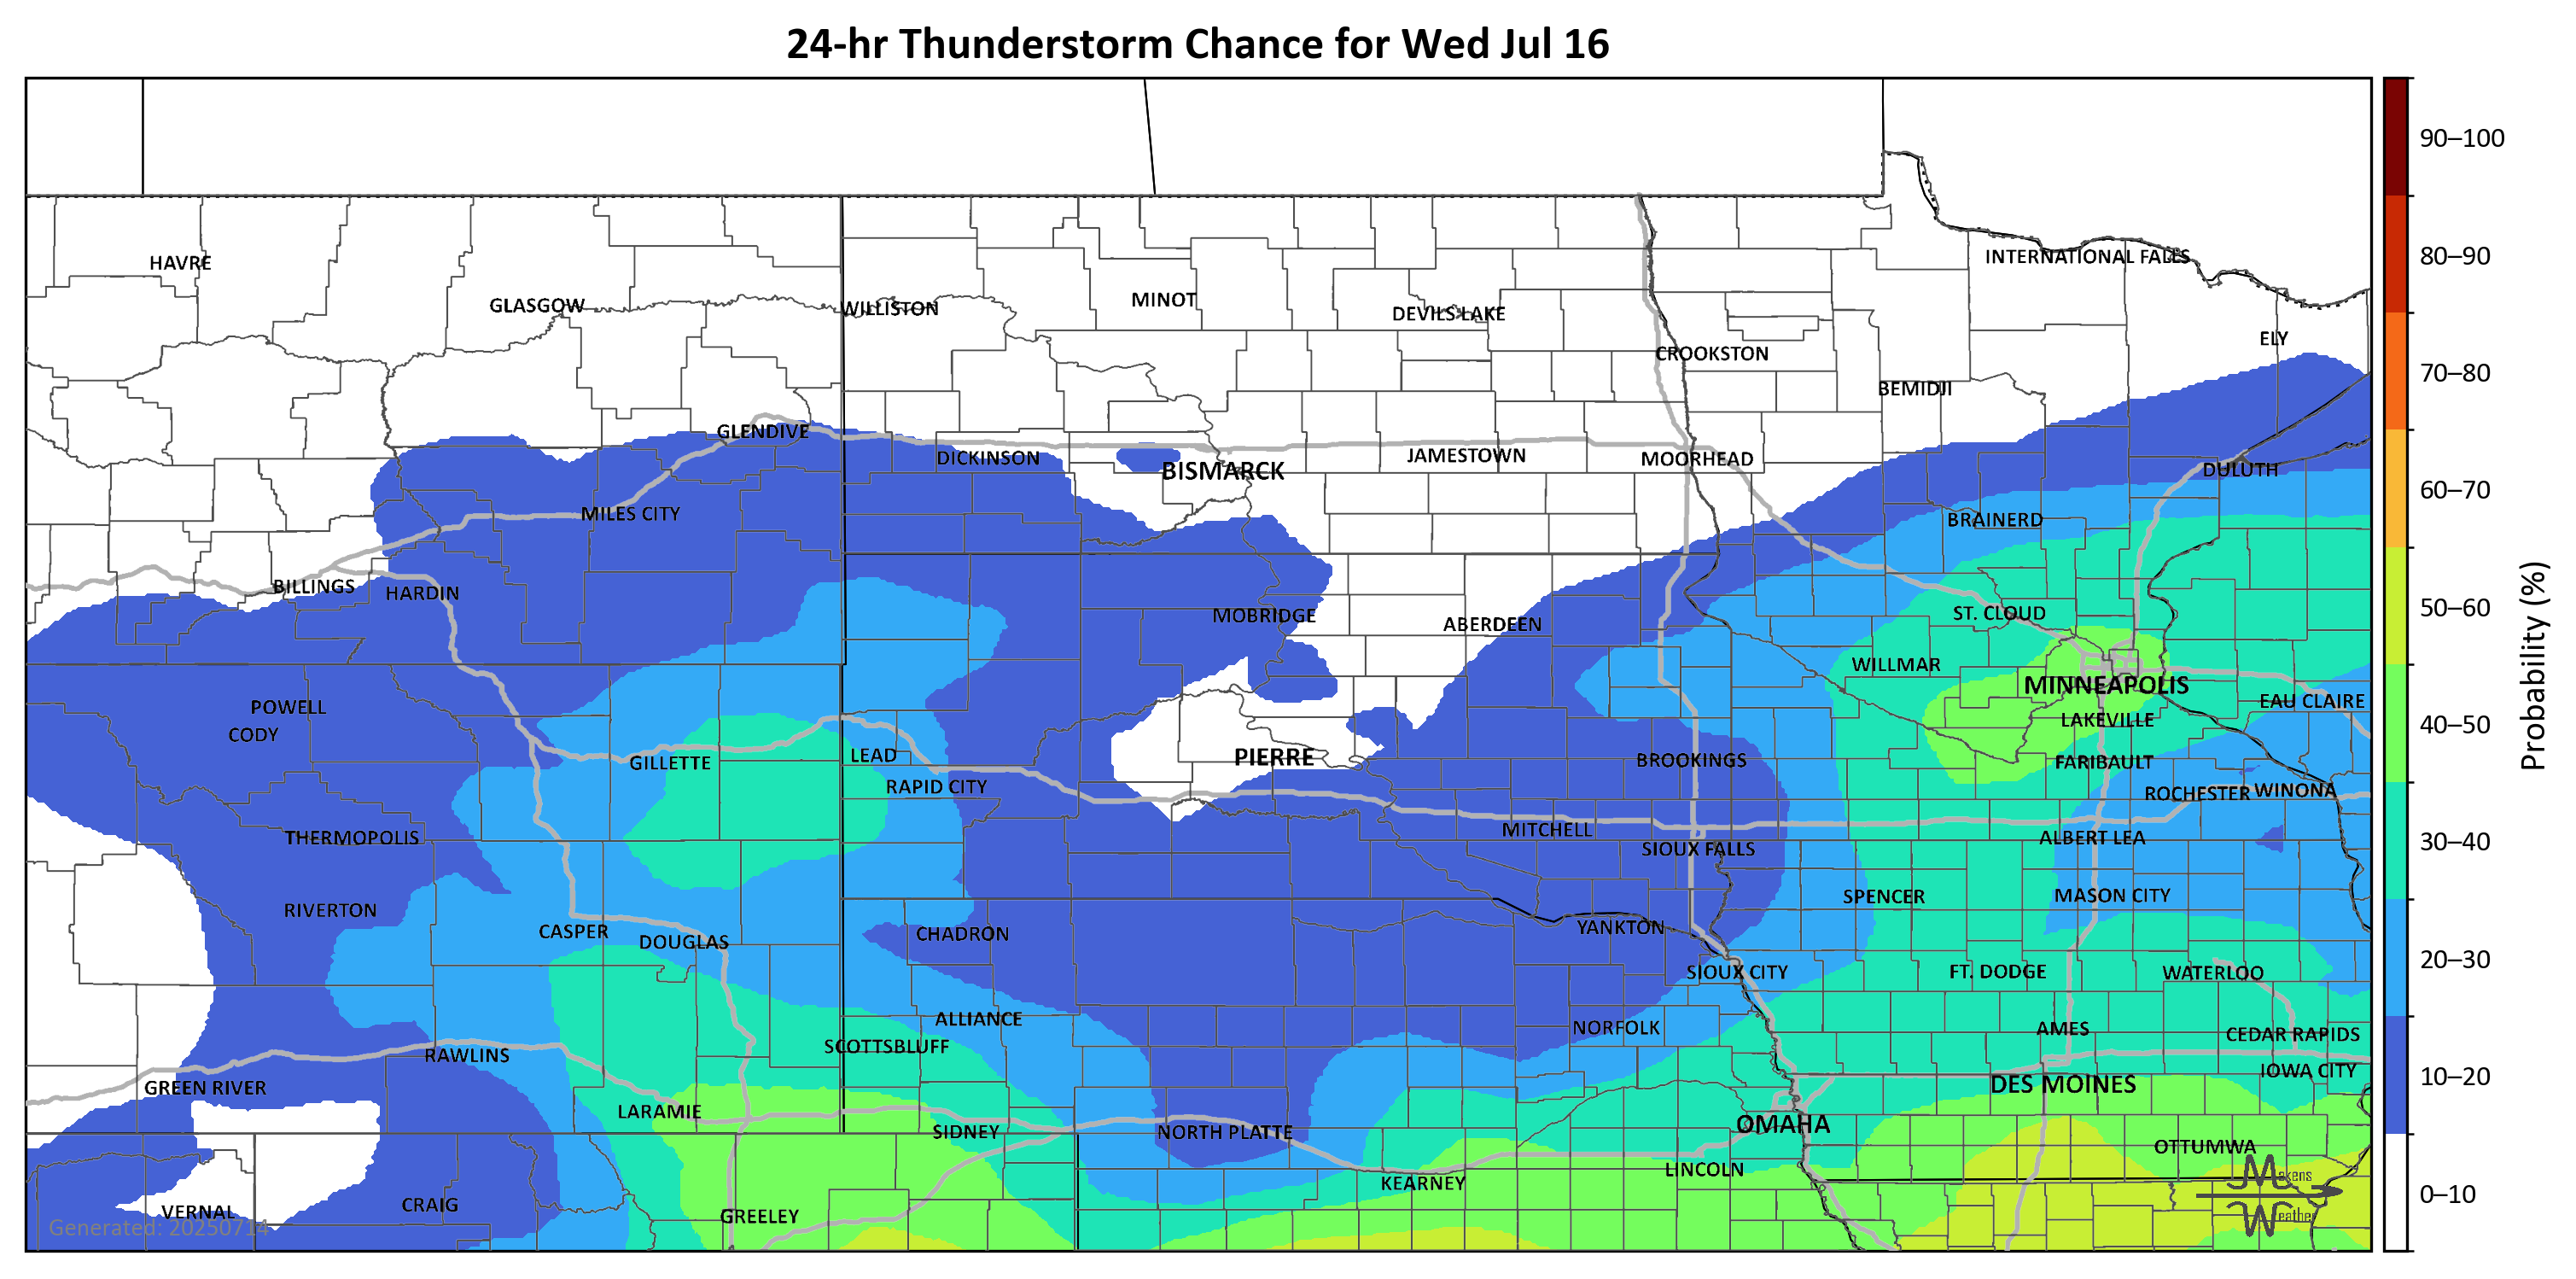 24-hr Thunderstorm Chance for Wed Jul 16
90–100
HAVRE
INTERNATIONAL FALLS
80–90
GLASGOW
WILLISTON
MINOT
DEVILS LAKE
ELY
CROOKSTON
70–80
BEMIDJI
GLENDIVE
DICKINSON
BISMARCK
JAMESTOWN
MOORHEAD
DULUTH
60–70
MILES CITY
BRAINERD
BILLINGS
HARDIN
MOBRIDGE
ABERDEEN
ST. CLOUD
50–60
WILLMAR
Probability (%)
MINNEAPOLIS
POWELL
EAU CLAIRE
CODY
LAKEVILLE
40–50
GILLETTE
LEAD
PIERRE
BROOKINGS
FARIBAULT
RAPID CITY
ROCHESTER
WINONA
THERMOPOLIS
MITCHELL
ALBERT LEA
30–40
SIOUX FALLS
RIVERTON
SPENCER
MASON CITY
CASPER
DOUGLAS
CHADRON
YANKTON
SIOUX CITY
FT. DODGE
WATERLOO
20–30
ALLIANCE
NORFOLK
AMES
CEDAR RAPIDS
RAWLINS
SCOTTSBLUFF
GREEN RIVER
DES MOINES
IOWA CITY
10–20
LARAMIE
SIDNEY
NORTH PLATTE
OMAHA
OTTUMWA
LINCOLN
KEARNEY
Makens
VERNAL
CRAIG
GREELEY
0–10
Weather
Generated: 20250714